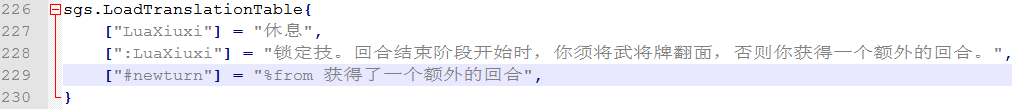 226 sgs.LoadTranslationTable{
227 ["LuaXiuxi"] = "休息",
228 [":LuaXiuxi"] = "锁定技。回合结束阶段开始时，你须将武将牌翻面，否则你获得一个额外的回合。",
229 ["#newturn"] = "%from 获得了一个额外的回合",
230 }